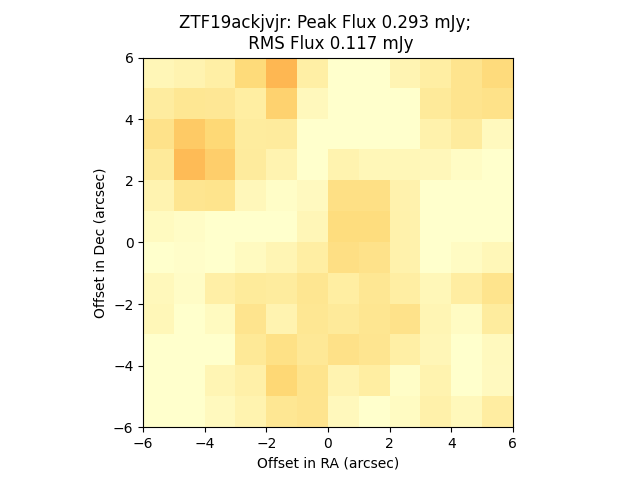 ZTF19ackjvjr: Peak Flux 0.293 mJy;
RMS Flux 0.117 mJy
6
4
2
0
−2
−4
−6
Offset in Dec (arcsec)
−6 −4 −2 0 2 4 6
Offset in RA (arcsec)